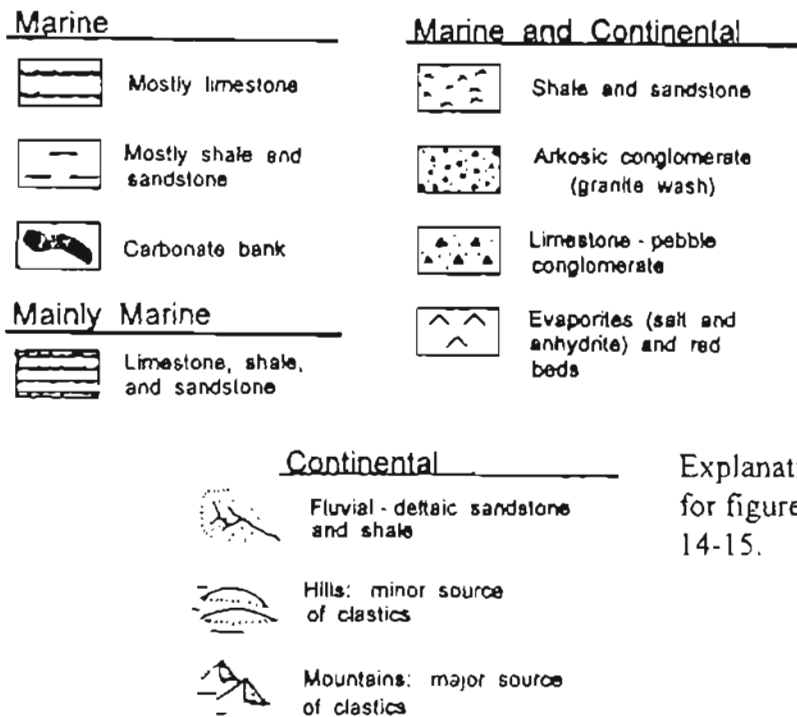 Marine
Mostly limestone
Mostly shale and
sandstone
Carbonate bank
Mainly Marine
Limestone, shale,
and sandstone
Marine and Continental
Shale and sandstone
Arkosic conglomerate
(granite wash)
Limestone - pebble
conglomerate
Evaporites (salt and
anhydrite) and red
beds
Continental
Fluvial - deltaic sandstone
and shale
Hills: minor source
of clastics
Mountains: major source
of clastics
Explanati
for figure
14-15.